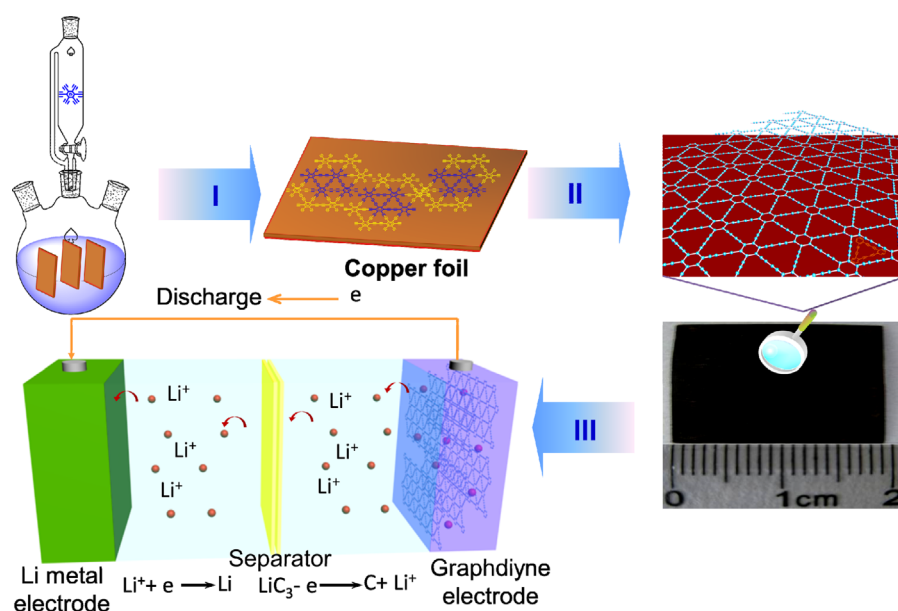 I
II
Copper foil
Discharge
e
Li⁺
Li⁺
Li⁺
Li⁺
Li⁺
Li⁺
III
0 1cm 2
Separator
Li metal
electrode
Li⁺+ e → Li
LiC₃- e → C+ Li⁺
Graphdiyne
electrode